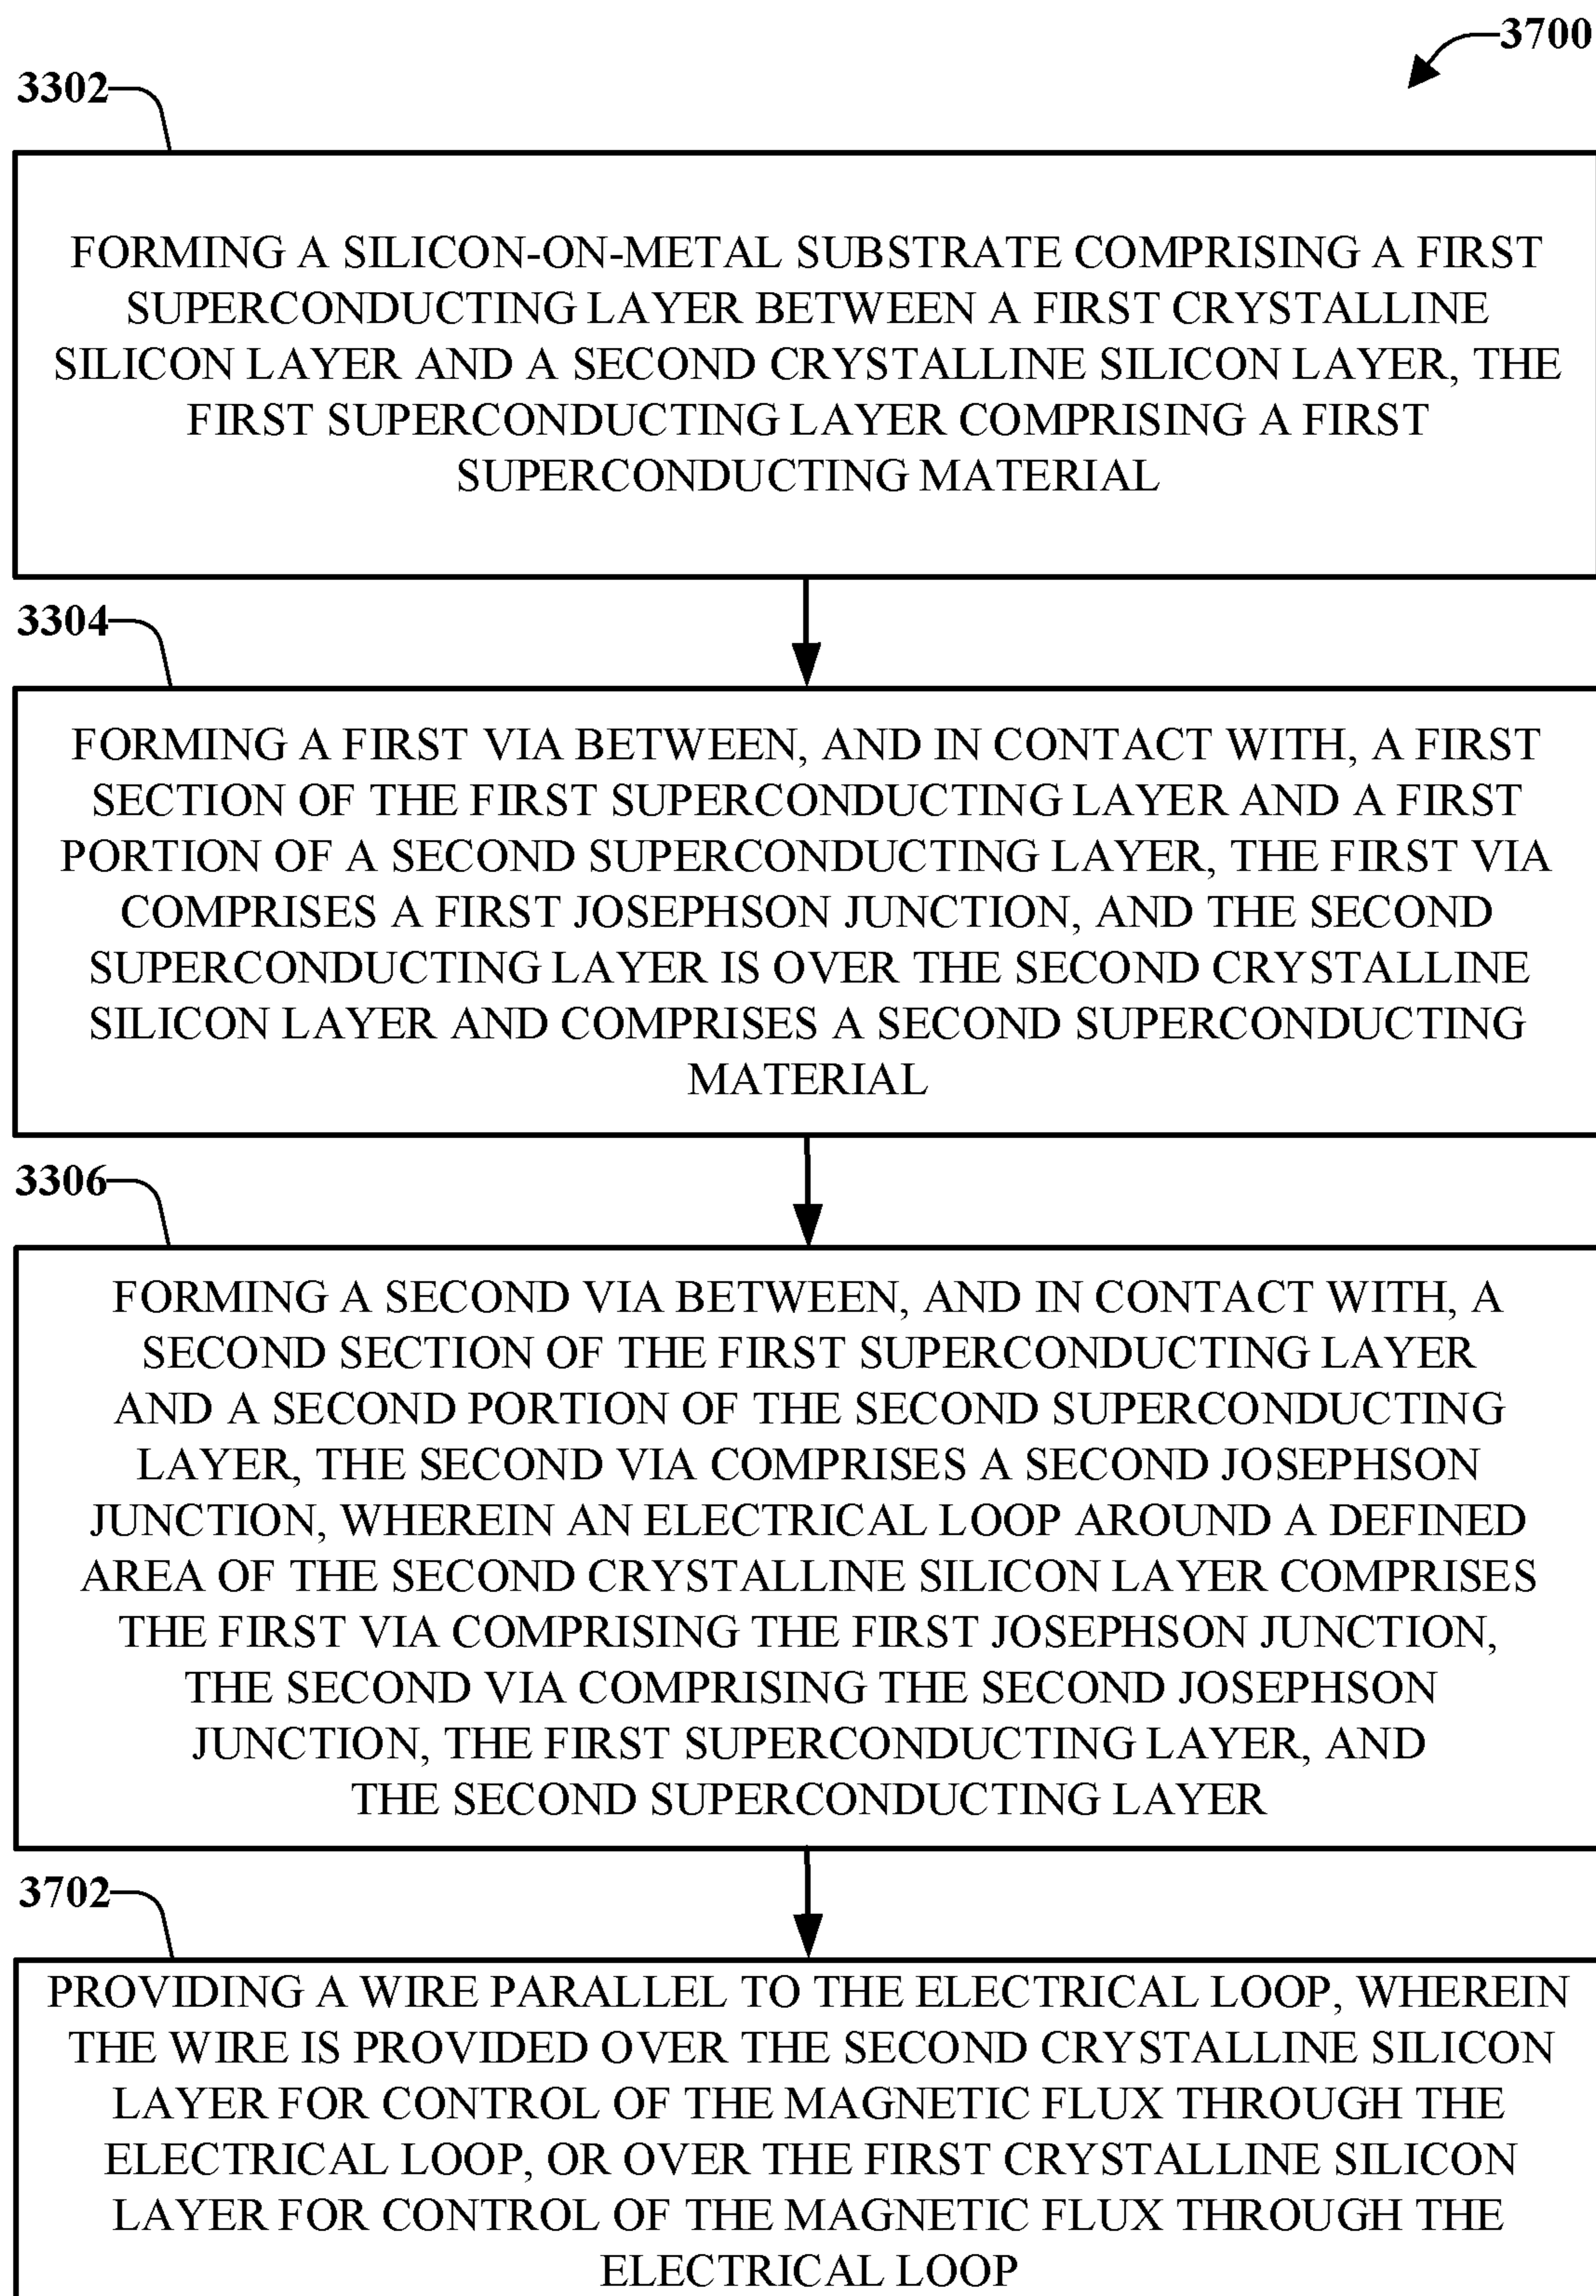 3700
3302
FORMING A SILICON-ON-METAL SUBSTRATE COMPRISING A FIRST
SUPERCONDUCTING LAYER BETWEEN A FIRST CRYSTALLINE
SILICON LAYER AND A SECOND CRYSTALLINE SILICON LAYER, THE
FIRST SUPERCONDUCTING LAYER COMPRISING A FIRST
SUPERCONDUCTING MATERIAL
3304
FORMING A FIRST VIA BETWEEN, AND IN CONTACT WITH, A FIRST
SECTION OF THE FIRST SUPERCONDUCTING LAYER AND A FIRST
PORTION OF A SECOND SUPERCONDUCTING LAYER, THE FIRST VIA
COMPRISES A FIRST JOSEPHSON JUNCTION, AND THE SECOND
SUPERCONDUCTING LAYER IS OVER THE SECOND CRYSTALLINE
SILICON LAYER AND COMPRISES A SECOND SUPERCONDUCTING
MATERIAL
3306
FORMING A SECOND VIA BETWEEN, AND IN CONTACT WITH, A
SECOND SECTION OF THE FIRST SUPERCONDUCTING LAYER
AND A SECOND PORTION OF THE SECOND SUPERCONDUCTING
LAYER, THE SECOND VIA COMPRISES A SECOND JOSEPHSON
JUNCTION, WHEREIN AN ELECTRICAL LOOP AROUND A DEFINED
AREA OF THE SECOND CRYSTALLINE SILICON LAYER COMPRISES
THE FIRST VIA COMPRISING THE FIRST JOSEPHSON JUNCTION,
THE SECOND VIA COMPRISING THE SECOND JOSEPHSON
JUNCTION, THE FIRST SUPERCONDUCTING LAYER, AND
THE SECOND SUPERCONDUCTING LAYER
3702
PROVIDING A WIRE PARALLEL TO THE ELECTRICAL LOOP, WHEREIN
THE WIRE IS PROVIDED OVER THE SECOND CRYSTALLINE SILICON
LAYER FOR CONTROL OF THE MAGNETIC FLUX THROUGH THE
ELECTRICAL LOOP, OR OVER THE FIRST CRYSTALLINE SILICON
LAYER FOR CONTROL OF THE MAGNETIC FLUX THROUGH THE
ELECTRICAL LOOP